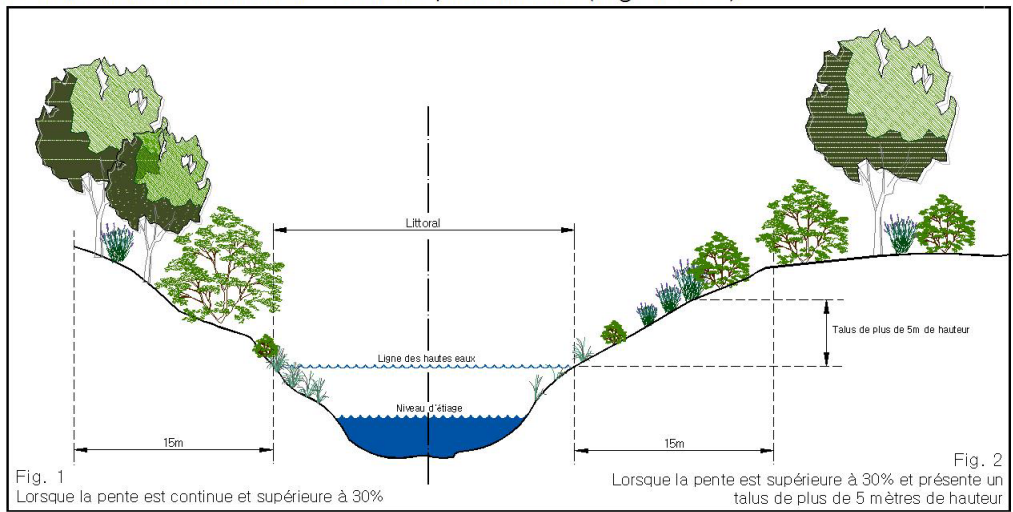 Littoral
Talus de plus de 5m de hauteur
Ligne des hautes eaux
Niveau d'étiage
15m
15m
Fig. 1
Lorsque la pente est continue et supérieure à 30%
Fig. 2
Lorsque la pente est supérieure à 30% et présente un
talus de plus de 5 mètres de hauteur